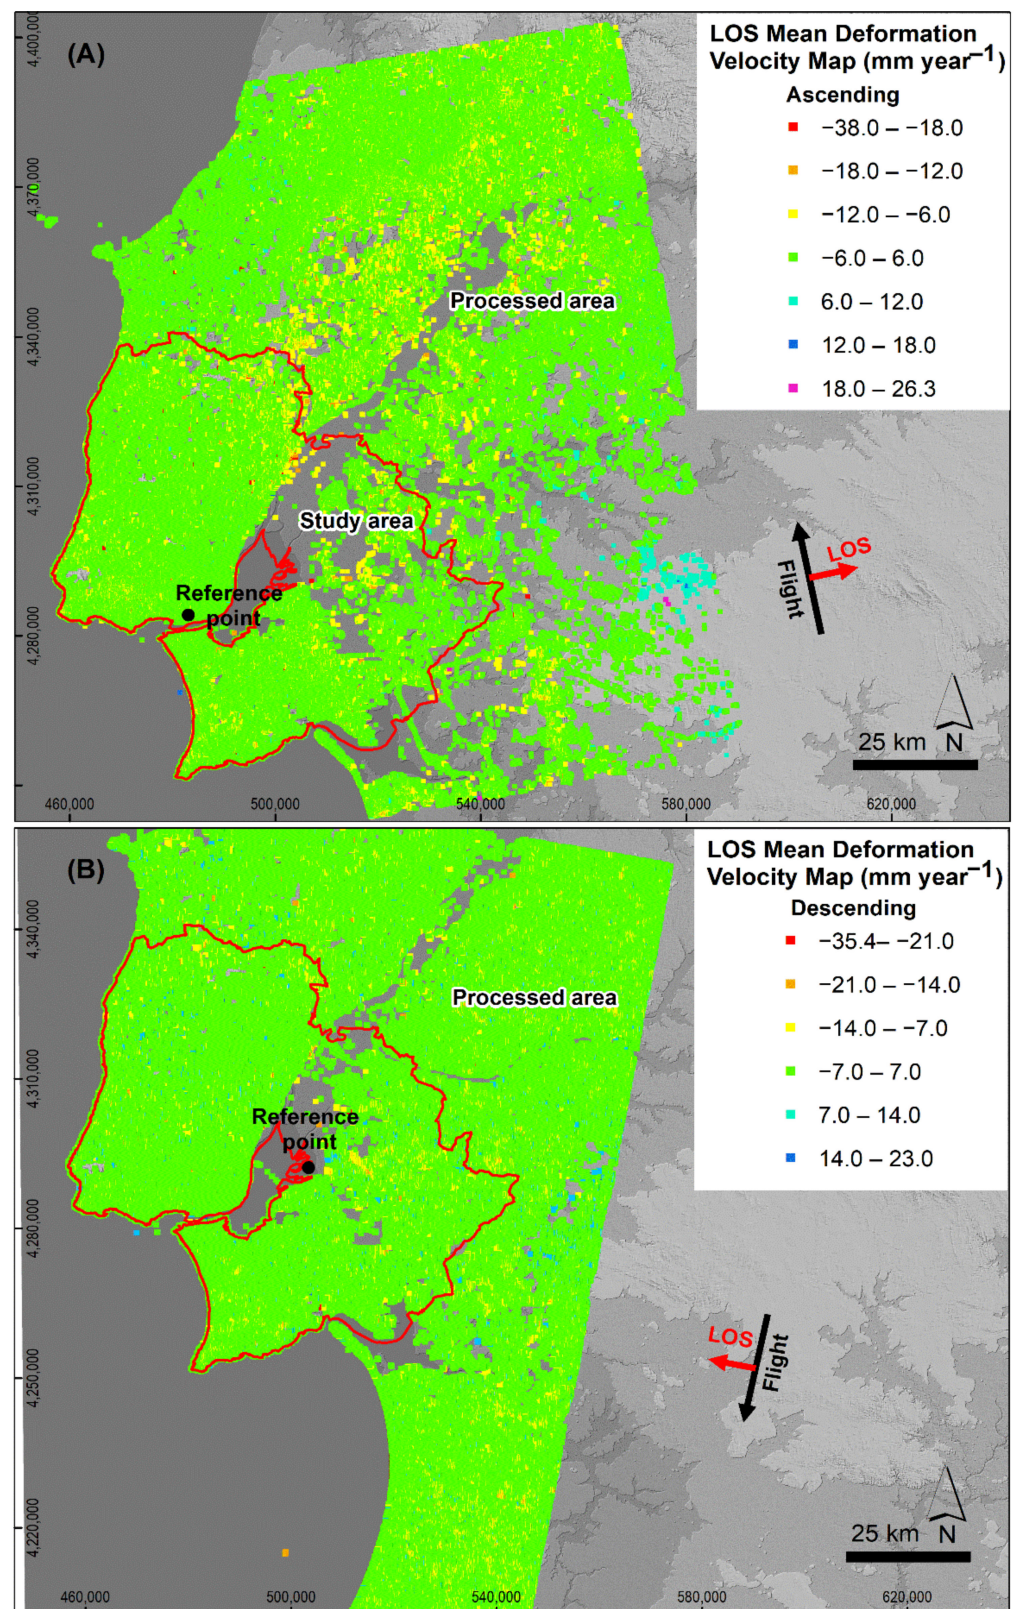 (A)
LOS Mean Deformation
Velocity Map (mm year−1)
Ascending
−38.0 – −18.0
−18.0 – −12.0
−12.0 – −6.0
−6.0 – 6.0
6.0 – 12.0
12.0 – 18.0
18.0 – 26.3
4,400,000
4,370,000
4,340,000
4,310,000
4,280,000
Processed area
Study area
Reference
point
LOS
Flight
25 km N
460,000 500,000 540,000 580,000 620,000
(B)
LOS Mean Deformation
Velocity Map (mm year−1)
Descending
−35.4– −21.0
−21.0 – −14.0
−14.0 – −7.0
−7.0 – 7.0
7.0 – 14.0
14.0 – 23.0
4,340,000
4,310,000
4,280,000
4,250,000
4,220,000
Processed area
Reference
point
LOS
Flight
25 km N
460,000 500,000 540,000 580,000 620,000